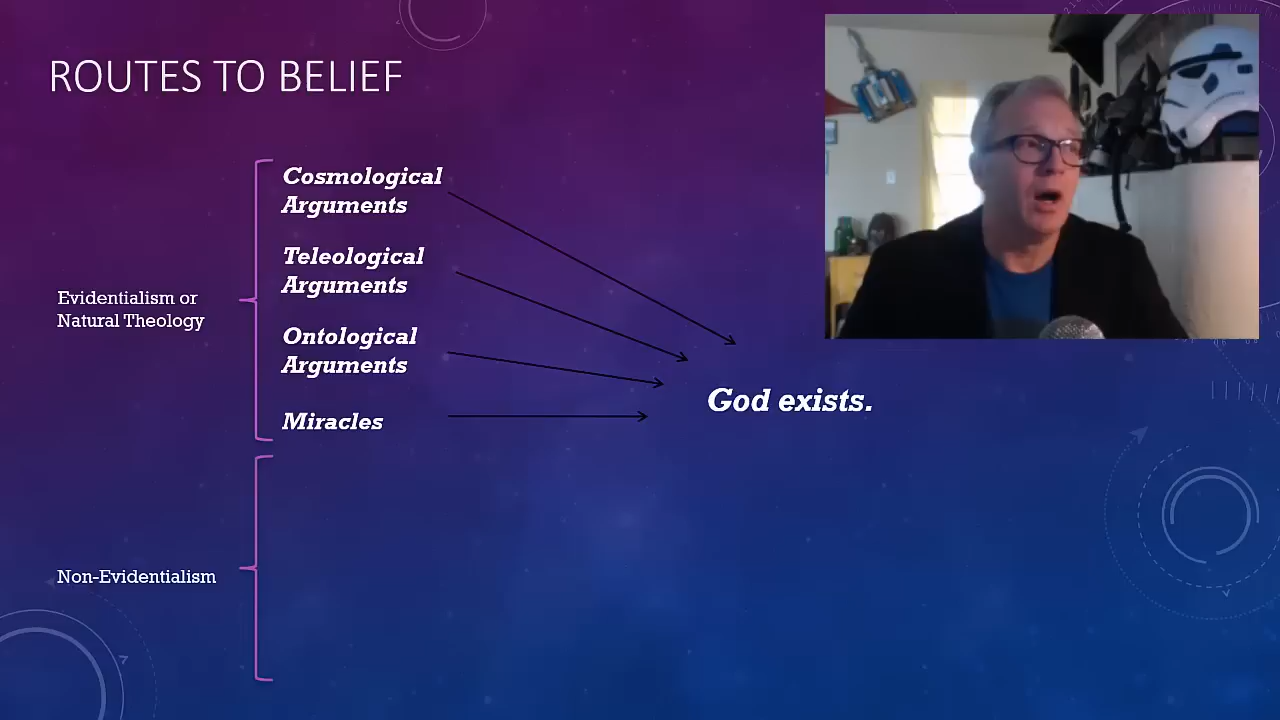 ROUTES TO BELIEF
Cosmological
Arguments
Teleological
Arguments
Evidentialism or
Natural Theology
Ontological
Arguments
God exists.
Miracles
Non-Evidentialism